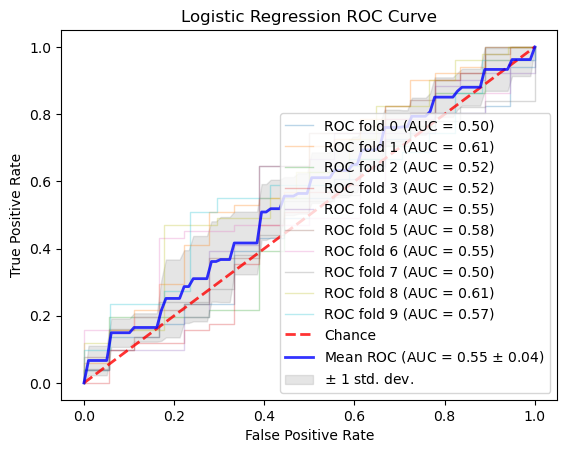 Logistic Regression ROC Curve
True Positive Rate
1.0
0.8
0.6
0.4
0.2
0.0
ROC fold 0 (AUC = 0.50)
ROC fold 1 (AUC = 0.61)
ROC fold 2 (AUC = 0.52)
ROC fold 3 (AUC = 0.52)
ROC fold 4 (AUC = 0.55)
ROC fold 5 (AUC = 0.58)
ROC fold 6 (AUC = 0.55)
ROC fold 7 (AUC = 0.50)
ROC fold 8 (AUC = 0.61)
ROC fold 9 (AUC = 0.57)
Chance
Mean ROC (AUC = 0.55 ± 0.04)
± 1 std. dev.
0.0 0.2 0.4 0.6 0.8 1.0
False Positive Rate